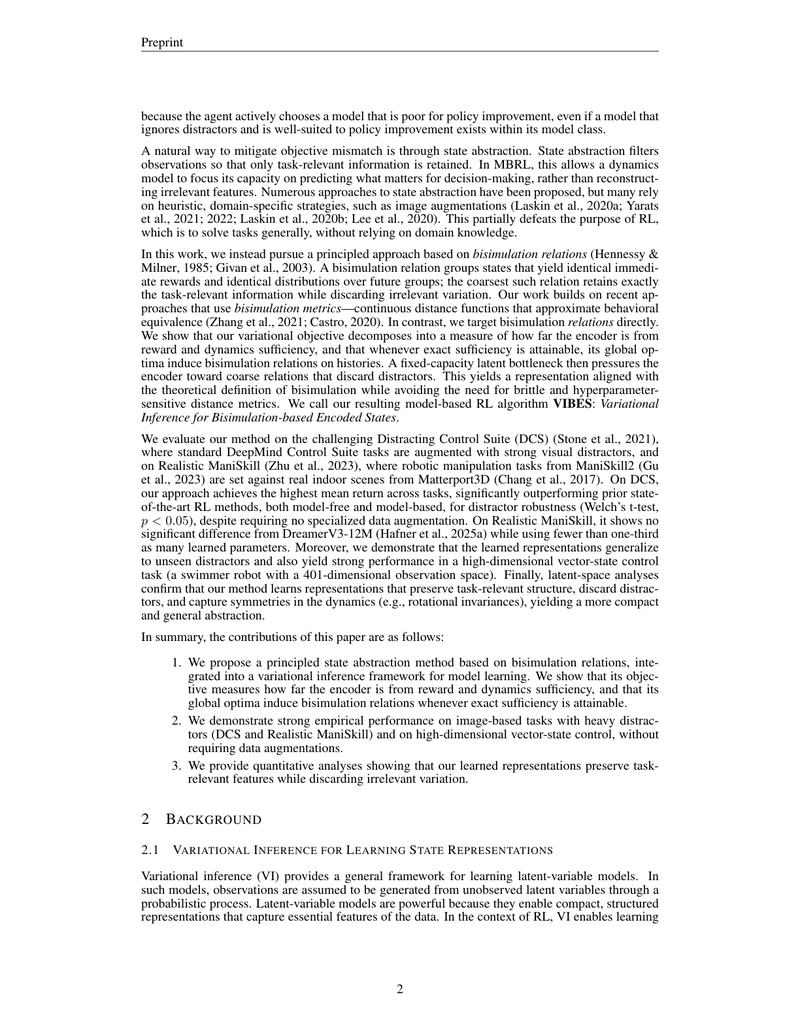 Preprint
because the agent actively chooses a model that is poor for policy improvement, even if a model that
ignores distractors and is well-suited to policy improvement exists within its model class.
A natural way to mitigate objective mismatch is through state abstraction. State abstraction filters
observations so that only task-relevant information is retained. In MBRL, this allows a dynamics
model to focus its capacity on predicting what matters for decision-making, rather than reconstruct-
ing irrelevant features. Numerous approaches to state abstraction have been proposed, but many rely
on heuristic, domain-specific strategies, such as image augmentations (Laskin et al., 2020a; Yarats
et al., 2021; 2022; Laskin et al., 2020b; Lee et al., 2020). This partially defeats the purpose of RL,
which is to solve tasks generally, without relying on domain knowledge.
In this work, we instead pursue a principled approach based on bisimulation relations (Hennessy &
Milner, 1985; Givan et al., 2003). A bisimulation relation groups states that yield identical immedi-
ate rewards and identical distributions over future groups; the coarsest such relation retains exactly
the task-relevant information while discarding irrelevant variation. Our work builds on recent ap-
proaches that use bisimulation metrics—continuous distance functions that approximate behavioral
equivalence (Zhang et al., 2021; Castro, 2020). In contrast, we target bisimulation relations directly.
We show that our variational objective decomposes into a measure of how far the encoder is from
reward and dynamics sufficiency, and that whenever exact sufficiency is attainable, its global op-
tima induce bisimulation relations on histories. A fixed-capacity latent bottleneck then pressures the
encoder toward coarse relations that discard distractors. This yields a representation aligned with
the theoretical definition of bisimulation while avoiding the need for brittle and hyperparameter-
sensitive distance metrics. We call our resulting model-based RL algorithm VIBES: Variational
Inference for Bisimulation-based Encoded States.
We evaluate our method on the challenging Distracting Control Suite (DCS) (Stone et al., 2021),
where standard DeepMind Control Suite tasks are augmented with strong visual distractors, and
on Realistic ManiSkill (Zhu et al., 2023), where robotic manipulation tasks from ManiSkill2 (Gu
et al., 2023) are set against real indoor scenes from Matterport3D (Chang et al., 2017). On DCS,
our approach achieves the highest mean return across tasks, significantly outperforming prior state-
of-the-art RL methods, both model-free and model-based, for distractor robustness (Welch's t-test,
p < 0.05), despite requiring no specialized data augmentation. On Realistic ManiSkill, it shows no
significant difference from DreamerV3-12M (Hafner et al., 2025a) while using fewer than one-third
as many learned parameters. Moreover, we demonstrate that the learned representations generalize
to unseen distractors and also yield strong performance in a high-dimensional vector-state control
task (a swimmer robot with a 401-dimensional observation space). Finally, latent-space analyses
confirm that our method learns representations that preserve task-relevant structure, discard distrac-
tors, and capture symmetries in the dynamics (e.g., rotational invariances), yielding a more compact
and general abstraction.
In summary, the contributions of this paper are as follows:
1. We propose a principled state abstraction method based on bisimulation relations, inte-
grated into a variational inference framework for model learning. We show that its objec-
tive measures how far the encoder is from reward and dynamics sufficiency, and that its
global optima induce bisimulation relations whenever exact sufficiency is attainable.
2. We demonstrate strong empirical performance on image-based tasks with heavy distrac-
tors (DCS and Realistic ManiSkill) and on high-dimensional vector-state control, without
requiring data augmentations.
3. We provide quantitative analyses showing that our learned representations preserve task-
relevant features while discarding irrelevant variation.
2 BACKGROUND
2.1 VARIATIONAL INFERENCE FOR LEARNING STATE REPRESENTATIONS
Variational inference (VI) provides a general framework for learning latent-variable models. In
such models, observations are assumed to be generated from unobserved latent variables through a
probabilistic process. Latent-variable models are powerful because they enable compact, structured
representations that capture essential features of the data. In the context of RL, VI enables learning
2